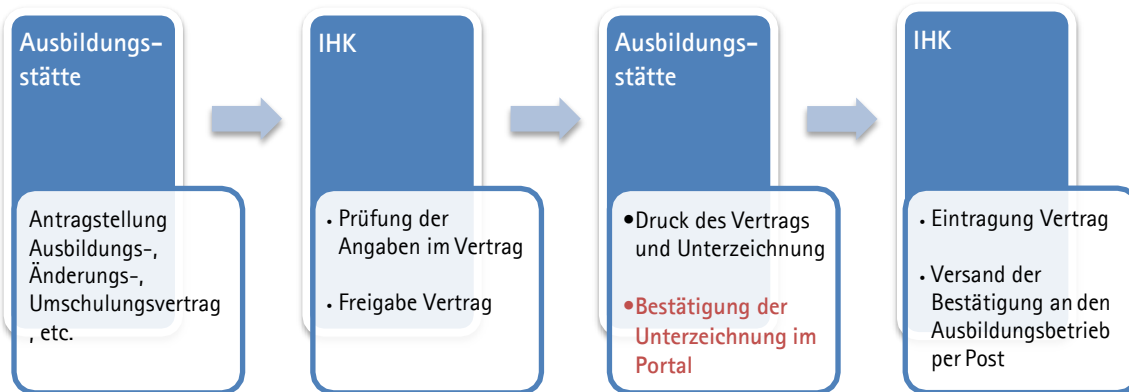 Ausbildungs-
stätte
Antragstellung
Ausbildungs-,
Änderungs-,
Umschulungsvertrag
, etc.
IHK
• Prüfung der
Angaben im Vertrag
• Freigabe Vertrag
Ausbildungs-
stätte
•Druck des Vertrags
und Unterzeichnung
•Bestätigung der
Unterzeichnung im
Portal
IHK
• Eintragung Vertrag
• Versand der
Bestätigung an den
Ausbildungsbetrieb
per Post